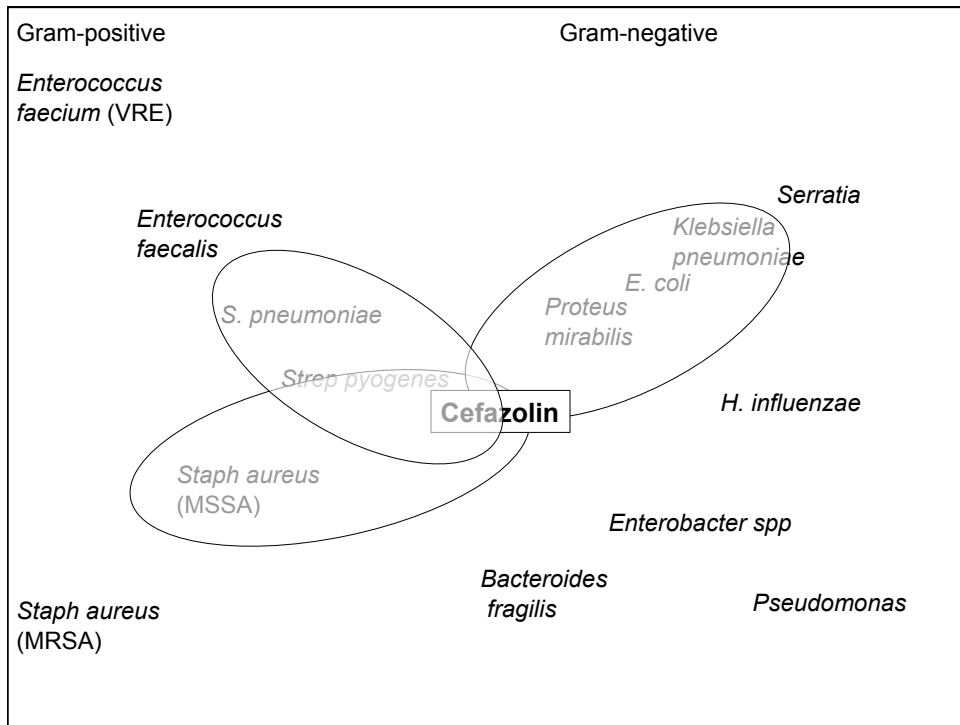 Gram-positive
Gram-negative
Enterococcus
faecium (VRE)
Serratia
Enterococcus
faecalis
Klebsiella
pneumoniae
E. coli
Proteus
mirabilis
S. pneumoniae
Strep pyogenes
Cefazolin
H. influenzae
Staph aureus
(MSSA)
Enterobacter spp
Bacteroides
fragilis
Pseudomonas
Staph aureus
(MRSA)